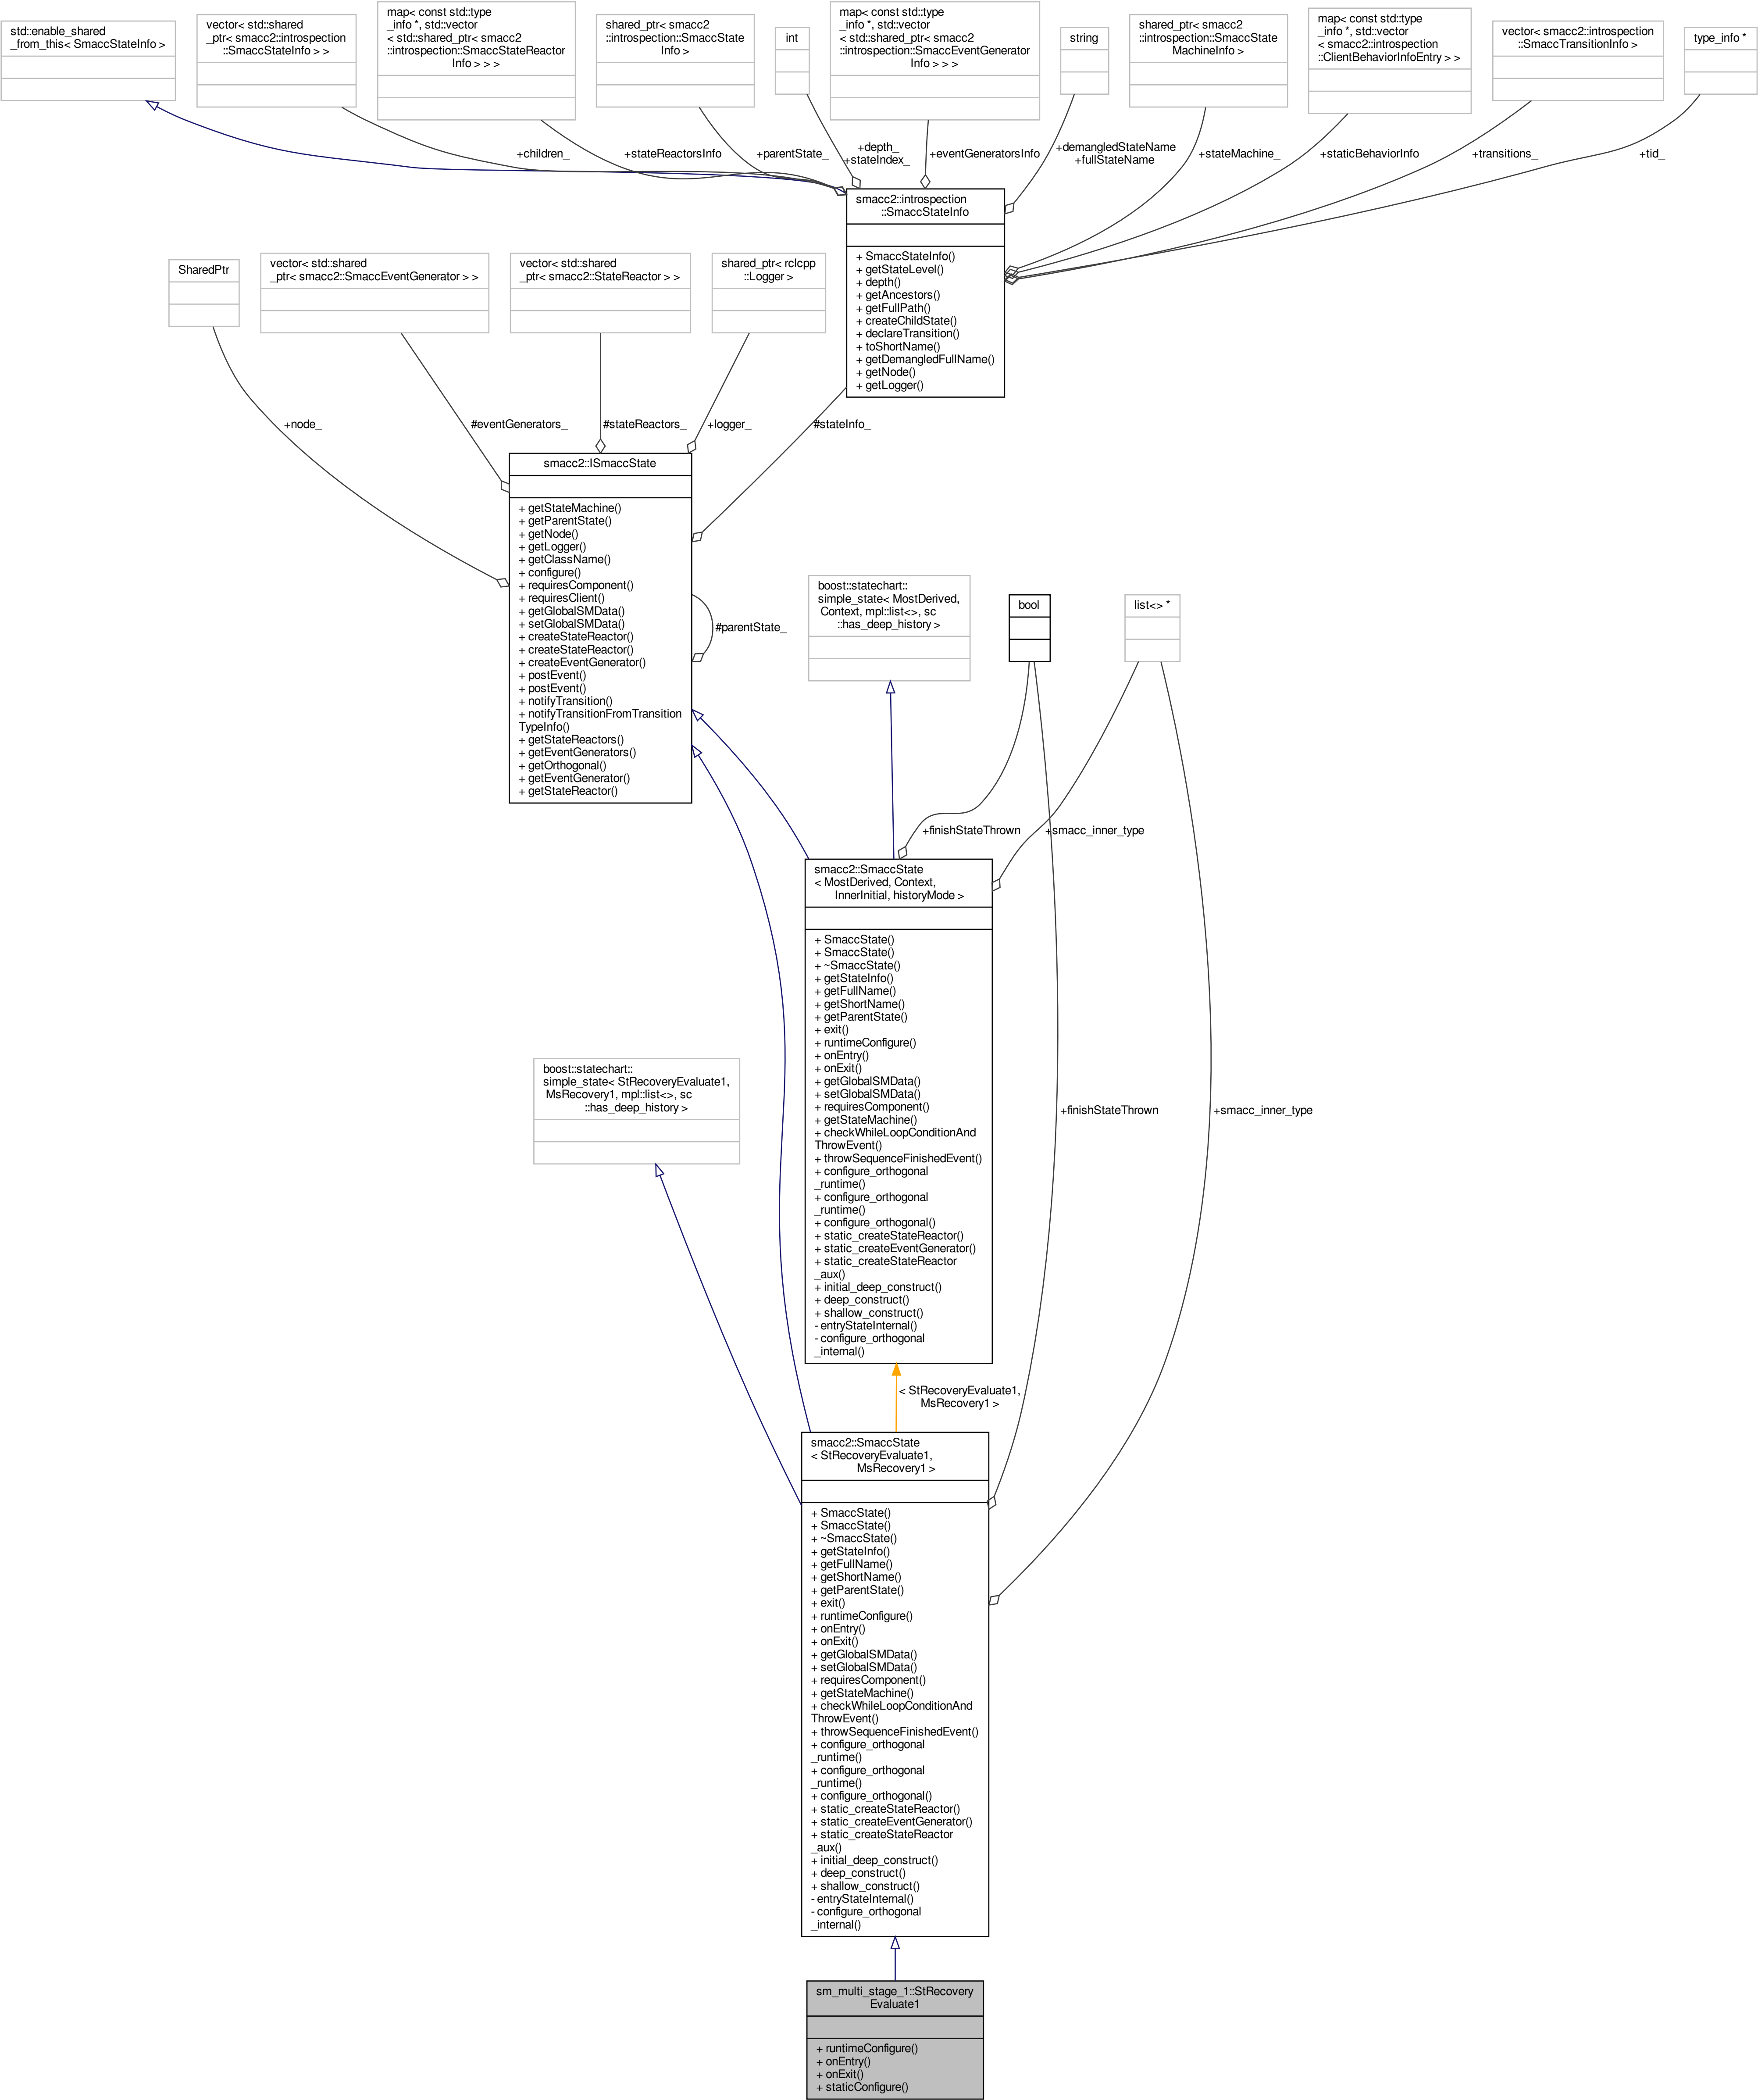 std::enable_shared
_from_this< SmaccStateInfo >
vector< std::shared
_ptr< smacc2::introspection
::SmaccStateInfo > >
map< const std::type
_info *, std::vector
< std::shared_ptr< smacc2
::introspection::SmaccStateReactor
Info > > >
shared_ptr< smacc2
::introspection::SmaccState
Info >
int
map< const std::type
_info *, std::vector
< std::shared_ptr< smacc2
::introspection::SmaccEventGenerator
Info > > >
string
shared_ptr< smacc2
::introspection::SmaccState
MachineInfo >
map< const std::type
_info *, std::vector
< smacc2::introspection
::ClientBehaviorInfoEntry > >
vector< smacc2::introspection
::SmaccTransitionInfo >
type_info *
+children_
+stateReactorsInfo
+parentState_
+depth_
+stateIndex_
+eventGeneratorsInfo
+demangledStateName
+fullStateName
+stateMachine_
+staticBehaviorInfo
+transitions_
+tid_
smacc2::introspection
::SmaccStateInfo
+ SmaccStateInfo()
+ getStateLevel()
+ depth()
+ getAncestors()
+ getFullPath()
+ createChildState()
+ declareTransition()
+ toShortName()
+ getDemangledFullName()
+ getNode()
+ getLogger()
SharedPtr
vector< std::shared
_ptr< smacc2::SmaccEventGenerator > >
vector< std::shared
_ptr< smacc2::StateReactor > >
shared_ptr< rclcpp
::Logger >
+node_
#eventGenerators_
#stateReactors_
+logger_
#stateInfo_
smacc2::ISmaccState
+ getStateMachine()
+ getParentState()
+ getNode()
+ getLogger()
+ getClassName()
+ configure()
+ requiresComponent()
+ requiresClient()
+ getGlobalSMData()
+ setGlobalSMData()
+ createStateReactor()
+ createStateReactor()
+ createEventGenerator()
+ postEvent()
+ postEvent()
+ notifyTransition()
+ notifyTransitionFromTransition
TypeInfo()
+ getStateReactors()
+ getEventGenerators()
+ getOrthogonal()
+ getEventGenerator()
+ getStateReactor()
#parentState_
boost::statechart::
simple_state< MostDerived,
Context, mpl::list<>, sc
::has_deep_history >
bool
list<> *
+finishStateThrown
+smacc_inner_type
smacc2::SmaccState
< MostDerived, Context,
InnerInitial, historyMode >
+ SmaccState()
+ SmaccState()
+ ~SmaccState()
+ getStateInfo()
+ getFullName()
+ getShortName()
+ getParentState()
+ exit()
+ runtimeConfigure()
+ onEntry()
+ onExit()
+ getGlobalSMData()
+ setGlobalSMData()
+ requiresComponent()
+ getStateMachine()
+ checkWhileLoopConditionAnd
ThrowEvent()
+ throwSequenceFinishedEvent()
+ configure_orthogonal
_runtime()
+ configure_orthogonal
_runtime()
+ configure_orthogonal()
+ static_createStateReactor()
+ static_createEventGenerator()
+ static_createStateReactor
_aux()
+ initial_deep_construct()
+ deep_construct()
+ shallow_construct()
- entryStateInternal()
- configure_orthogonal
_internal()
boost::statechart::
simple_state< StRecoveryEvaluate1,
MsRecovery1, mpl::list<>, sc
::has_deep_history >
+finishStateThrown
+smacc_inner_type
< StRecoveryEvaluate1,
MsRecovery1 >
smacc2::SmaccState
< StRecoveryEvaluate1,
MsRecovery1 >
+ SmaccState()
+ SmaccState()
+ ~SmaccState()
+ getStateInfo()
+ getFullName()
+ getShortName()
+ getParentState()
+ exit()
+ runtimeConfigure()
+ onEntry()
+ onExit()
+ getGlobalSMData()
+ setGlobalSMData()
+ requiresComponent()
+ getStateMachine()
+ checkWhileLoopConditionAnd
ThrowEvent()
+ throwSequenceFinishedEvent()
+ configure_orthogonal
_runtime()
+ configure_orthogonal
_runtime()
+ configure_orthogonal()
+ static_createStateReactor()
+ static_createEventGenerator()
+ static_createStateReactor
_aux()
+ initial_deep_construct()
+ deep_construct()
+ shallow_construct()
- entryStateInternal()
- configure_orthogonal
_internal()
sm_multi_stage_1::StRecovery
Evaluate1
+ runtimeConfigure()
+ onEntry()
+ onExit()
+ staticConfigure()